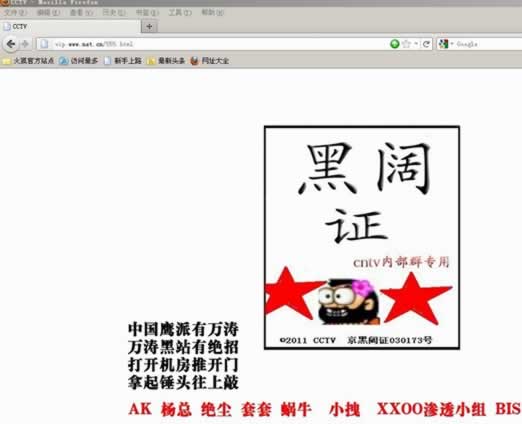 CCTV - Mozilla Firefox
文件(F) 编辑(E) 查看(V) 历史(S) 书签(B) 工具(T) 帮助(H)
CCTV
Google
火狐官方站点 访问最多 新手上路 最新头条 网址大全
黑阔
证
cntv内部群专用
©2011 CCTV 京黑阔证030173号
中国鹰派有万涛
万涛黑站有绝招
打开机房推开门
拿起锤头往上敲
AK 杨总 绝尘 套套 蜗牛 小拽 XXOO渗透小组 BIS